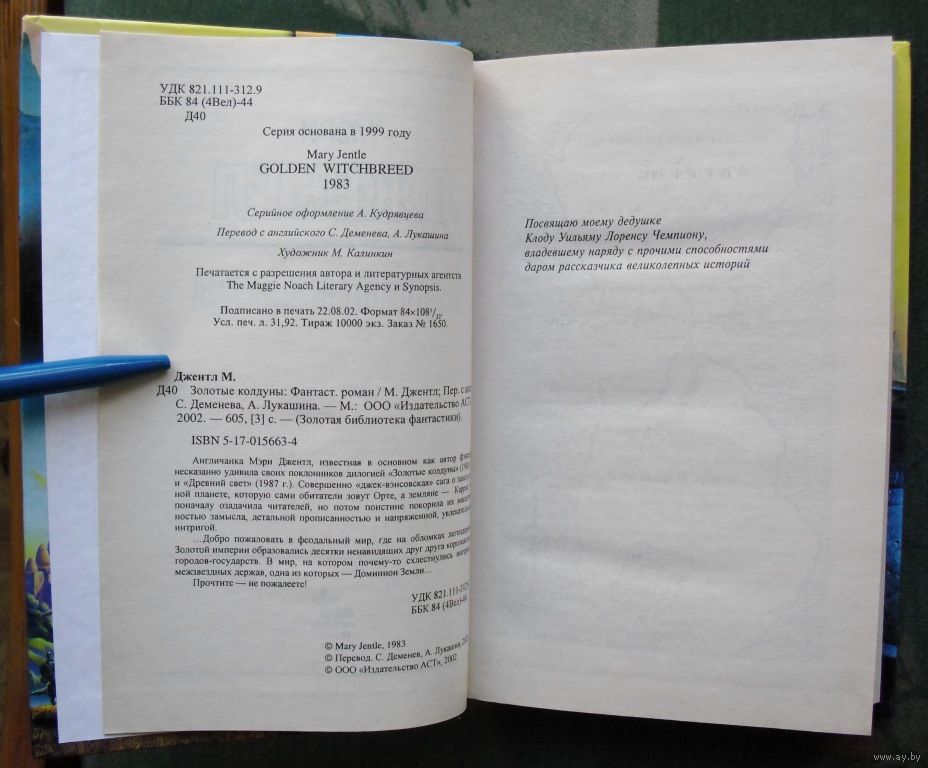 УДК 821.111-312.9
ББК 84 (4Вел)-44
Д40
Серия основана в 1999 году
Mary Jentle
GOLDEN WITCHBREED
1983
Серийное оформление А. Кудрявцева
Перевод с английского С. Деменева, А. Лукашина
Художник М. Калинкин
Печатается с разрешения автора и литературных агентств
The Maggie Noach Literary Agency и Synopsis.
Подписано в печать 22.08.02. Формат 84×108 1/32.
Усл. печ. л. 31,92. Тираж 10000 экз. Заказ № 1650.
Джентл М.
Д40 Золотые колдуны: Фантаст. роман / М. Джентл; Пер. с
С. Деменева, А. Лукашина. — М.: ООО «Издательство АСТ
2002. — 605, [3] с. — (Золотая библиотека фантастики).
ISBN 5-17-015663-4
Англичанка Мэри Джентл, известная в основном как автор
несказанно удивила своих поклонников дилогией «Золотые колдуны»
и «Древний свет» (1987 г.). Совершенно «джек-вэнсовская» сага о
ной планете, которую сами обитатели зовут Орте, а земляне —
поначалу озадачила читателей, но потом поистине покорила их
ностью замысла, детальной прописанностью и напряженной,
интригой.
...Добро пожаловать в феодальный мир, где на обломках
Золотой империи образовались десятки ненавидящих друг друга
городов-государств. В мир, на котором почему-то схлестнулись
межзвездных держав, одна из которых — Доминион Земли...
Прочтите — не пожалеете!
УДК 821.111-312.9
ББК 84 (4Вел)-44
© Mary Jentle, 1983
© Перевод. С. Деменев, А. Лукашин, 2002
© ООО «Издательство АСТ», 2002
Посвящаю моему дедушке
Клоду Уильяму Лоренсу Чемпиону,
владевшему наряду с прочими способностями
даром рассказчика великолепных историй
www.ay.by